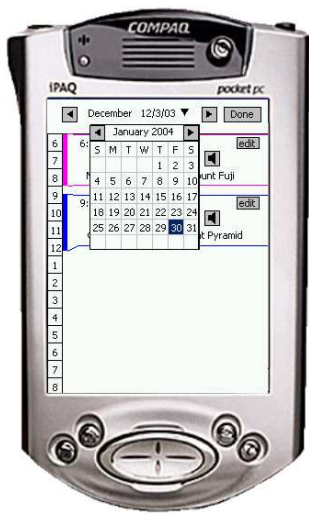 COMPAQ
iPAQ pocket pc
December 12/3/03 Done
January 2004
S M T W T F S
1 2 3
4 5 6 7 8 9 10
11 12 13 14 15 16 17
18 19 20 21 22 23 24
25 26 27 28 29 30 31
6 6: edit
7
8 unt Fuji
9 9: edit
10
11 t Pyramid
12
1
2
3
4
5
6
7
8